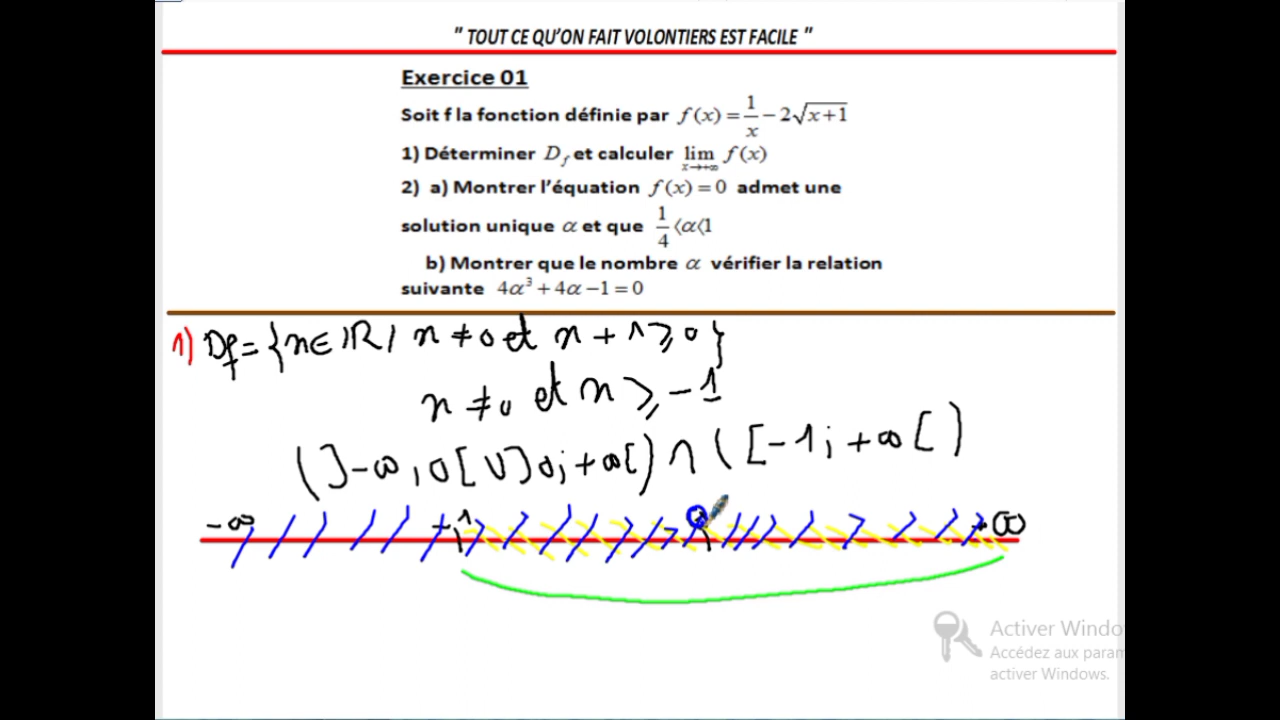 " TOUT CE QU'ON FAIT VOLONTIERS EST FACILE "
Exercice 01
Soit f la fonction définie par f(x) = 1/x − 2√(x+1)
1) Déterminer D_f et calculer lim x→+∞ f(x)
2) a) Montrer l'équation f(x) = 0 admet une
solution unique α et que 1/4 ⟨α⟨1
b) Montrer que le nombre α vérifier la relation
suivante 4α³ + 4α − 1 = 0
1) Df = {x ∈ IR / x ≠ 0 et x + 1 ≥ 0}
x ≠ 0 et x ≥ −1
(]−∞; 0[ ∪ ]0; +∞[) ∩ ([−1; +∞[)
−∞ −1 0 +∞
Activer Windo
Accédez aux param
activer Windows.